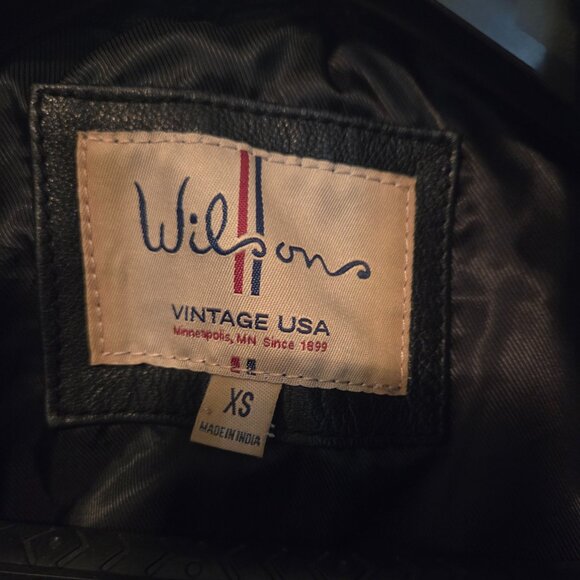 Wilsons
VINTAGE USA
Minneapolis, MN Since 1899
XS
MADE IN INDIA